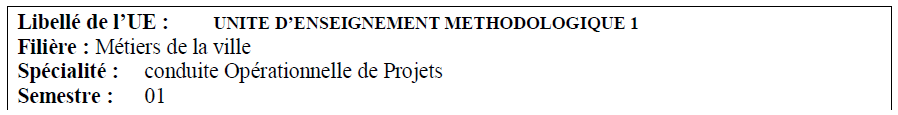 Libellé de l’UE : UNITE D’ENSEIGNEMENT METHODOLOGIQUE 1
Filière : Métiers de la ville
Spécialité : conduite Opérationnelle de Projets
Semestre : 01